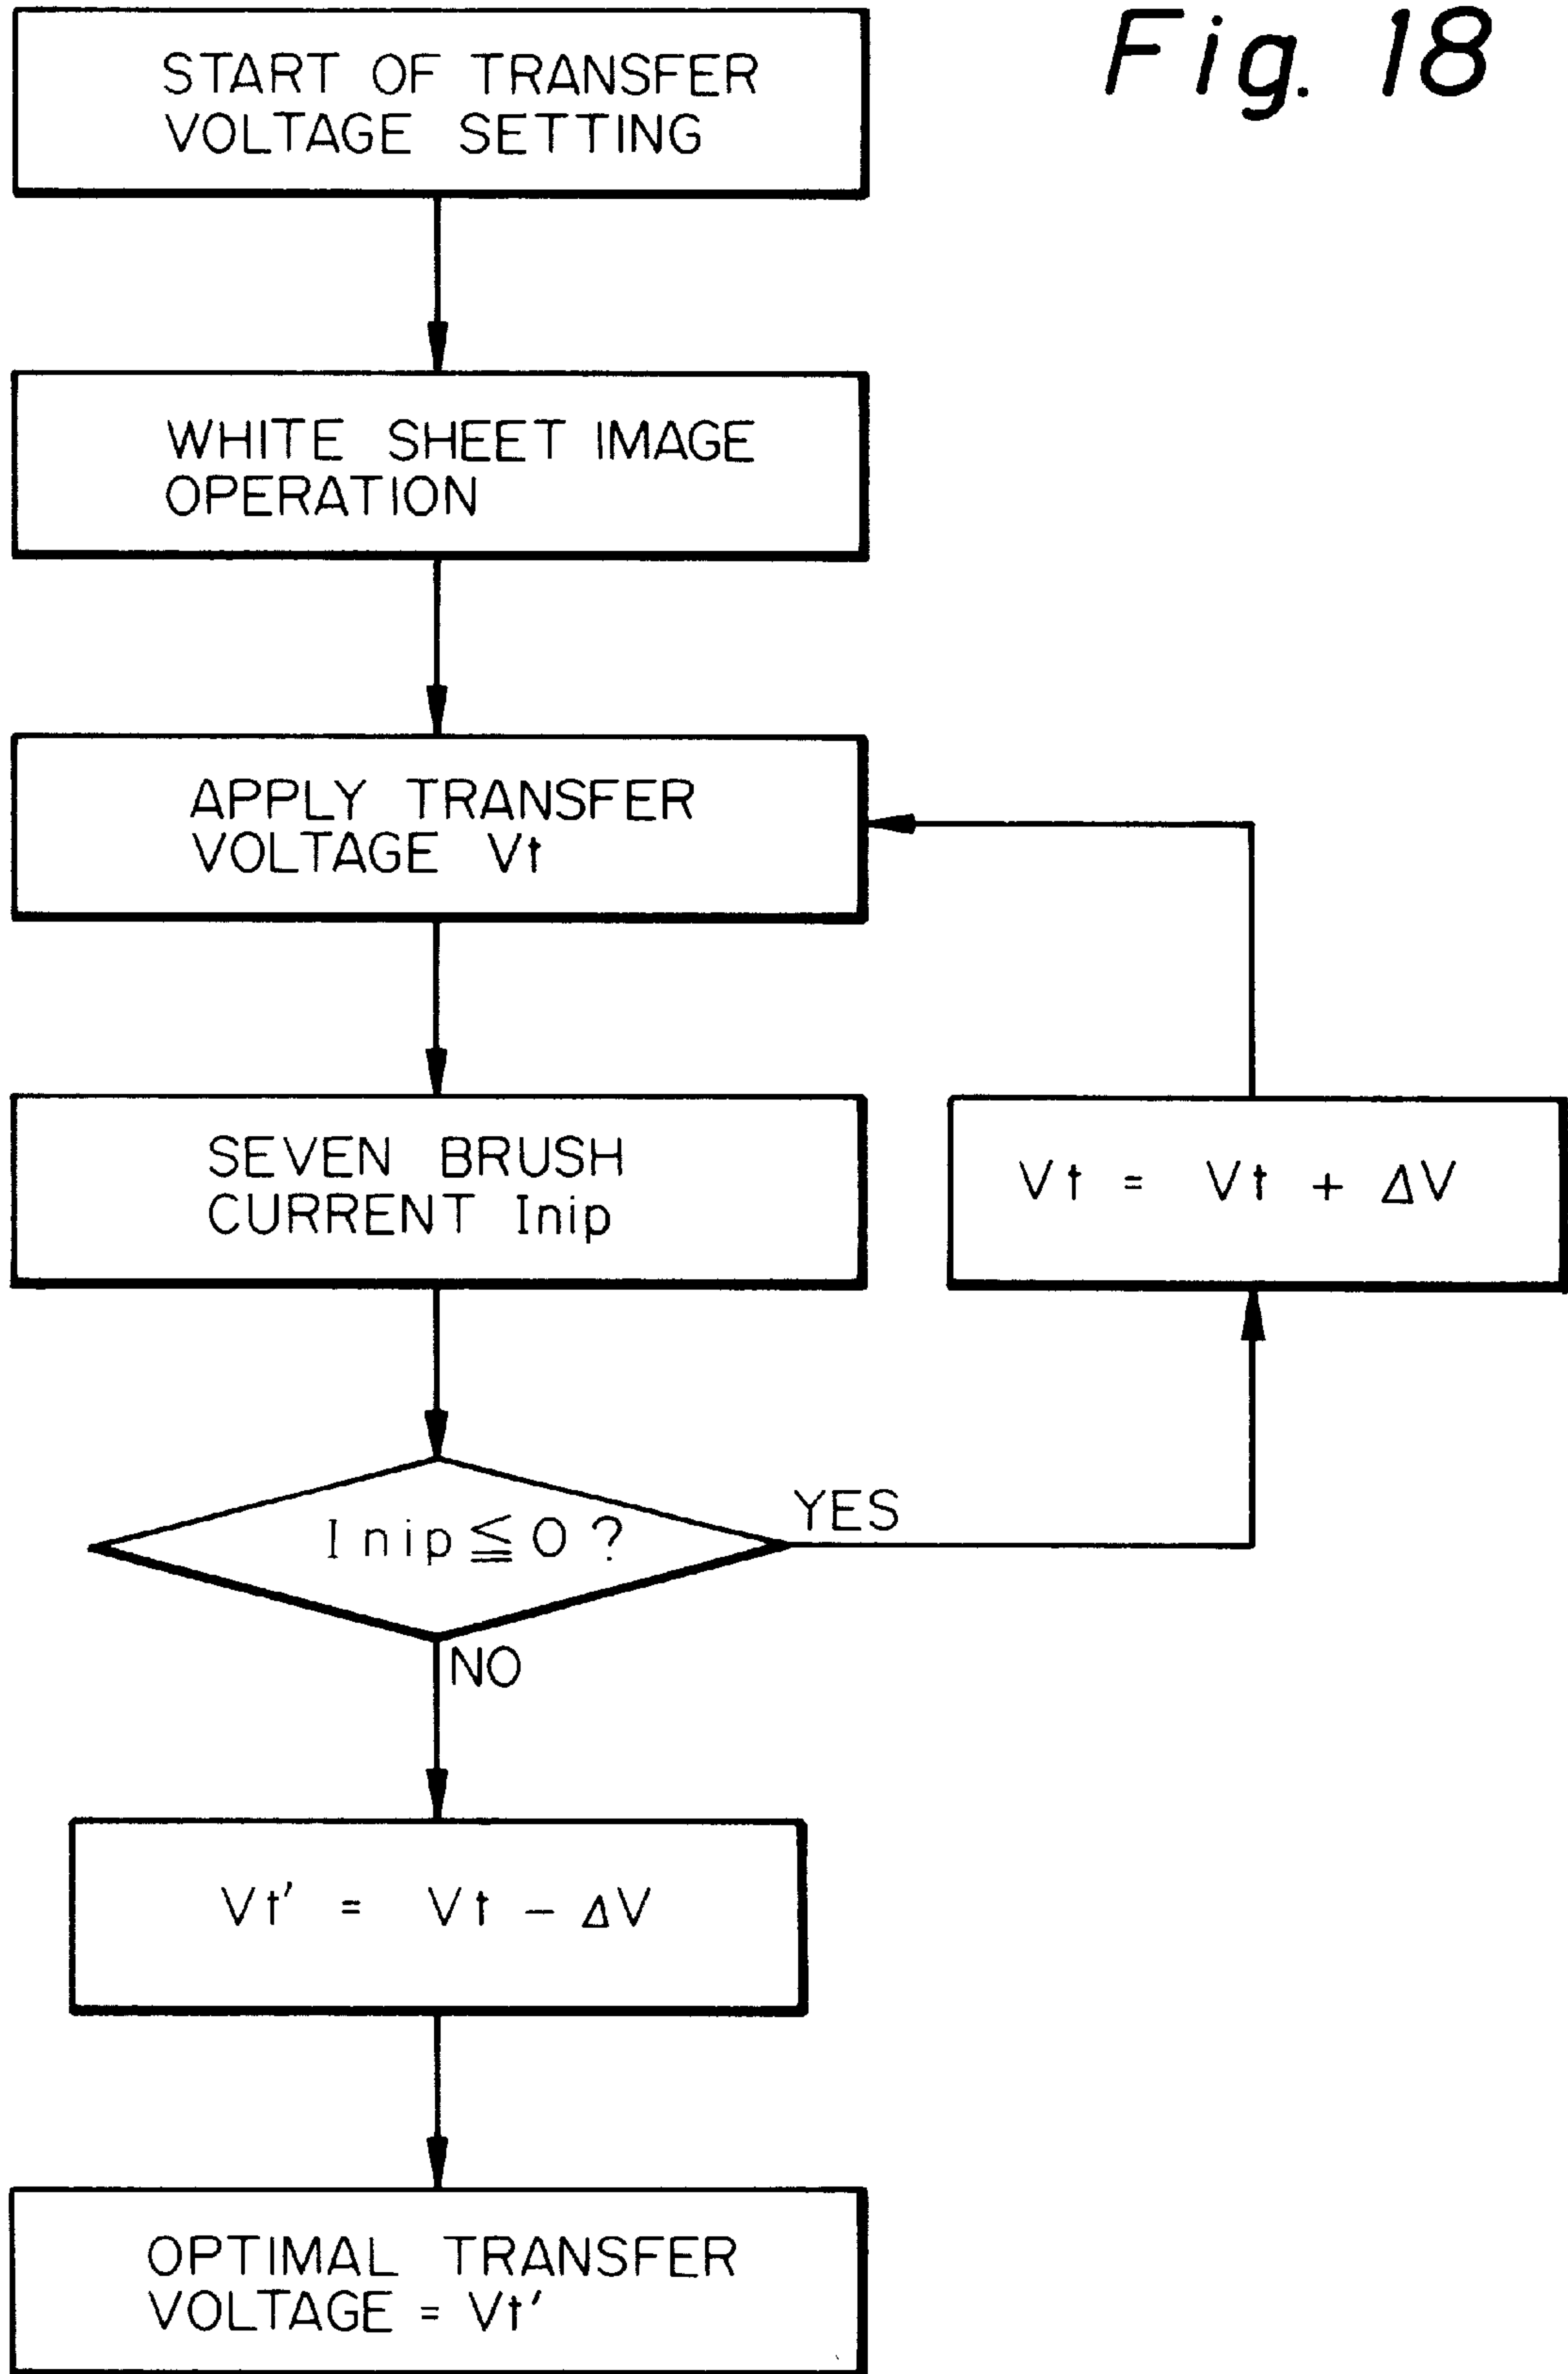 Fig. 18
START OF TRANSFER
VOLTAGE SETTING
WHITE SHEET IMAGE
OPERATION
APPLY TRANSFER
VOLTAGE Vt
SEVEN BRUSH
CURRENT Inip
Vt = Vt + ΔV
Inip ≦ 0 ?
YES
NO
Vt' = Vt - ΔV
OPTIMAL TRANSFER
VOLTAGE = Vt'